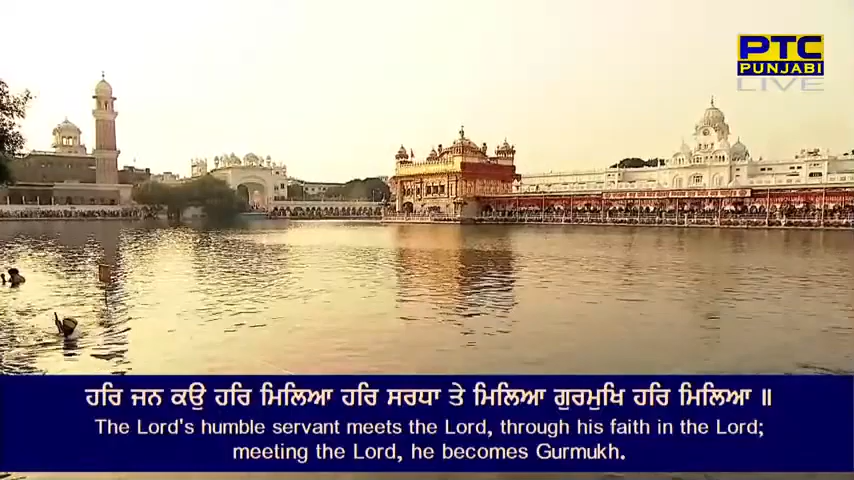 PTC
PUNJABI
LIVE
ਹਰਿ ਜਨ ਕਉ ਹਰਿ ਮਿਲਿਆ ਹਰਿ ਸਰਧਾ ਤੇ ਮਿਲਿਆ ਗੁਰਮੁਖਿ ਹਰਿ ਮਿਲਿਆ ॥
The Lord's humble servant meets the Lord, through his faith in the Lord;
meeting the Lord, he becomes Gurmukh.